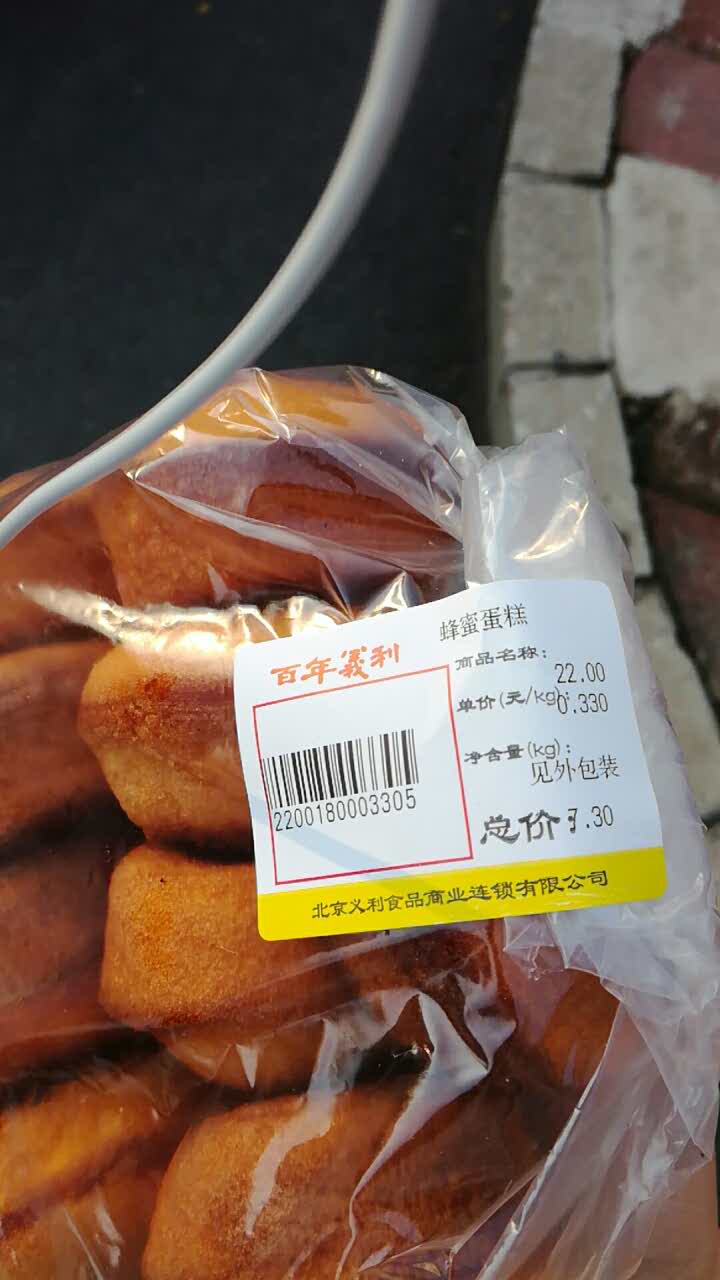 蜂蜜蛋糕
百年義利
商品名称:
22.00
单价(元/kg):
0.330
净含量(kg):
见外包装
2200180003305
总价 7.30
北京义利食品商业连锁有限公司